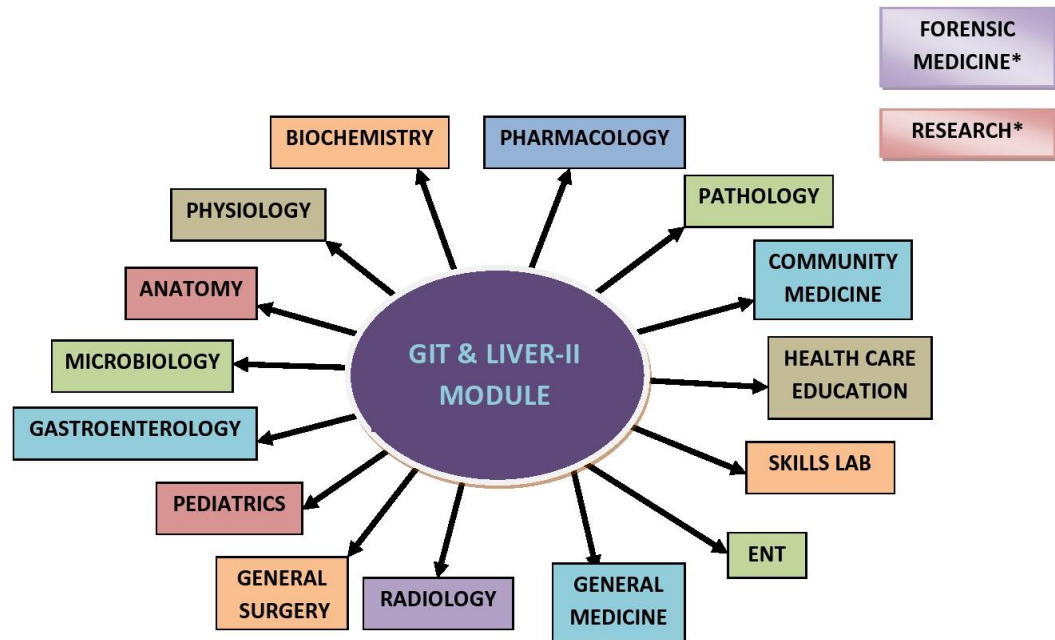 FORENSIC
MEDICINE*
RESEARCH*
BIOCHEMISTRY
PHARMACOLOGY
PHYSIOLOGY
PATHOLOGY
ANATOMY
COMMUNITY
MEDICINE
MICROBIOLOGY
GIT & LIVER-II
MODULE
HEALTH CARE
EDUCATION
GASTROENTEROLOGY
SKILLS LAB
PEDIATRICS
ENT
GENERAL
SURGERY
RADIOLOGY
GENERAL
MEDICINE